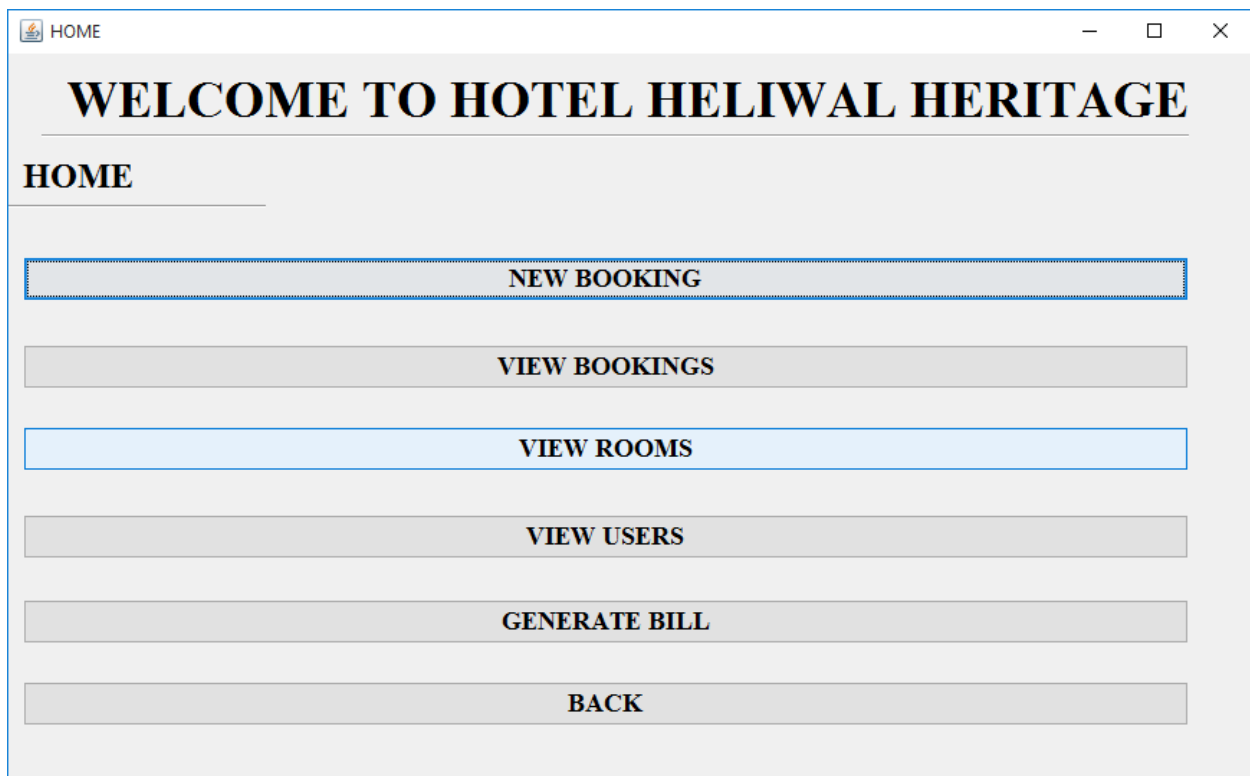 HOME
WELCOME TO HOTEL HELIWAL HERITAGE
HOME
NEW BOOKING
VIEW BOOKINGS
VIEW ROOMS
VIEW USERS
GENERATE BILL
BACK